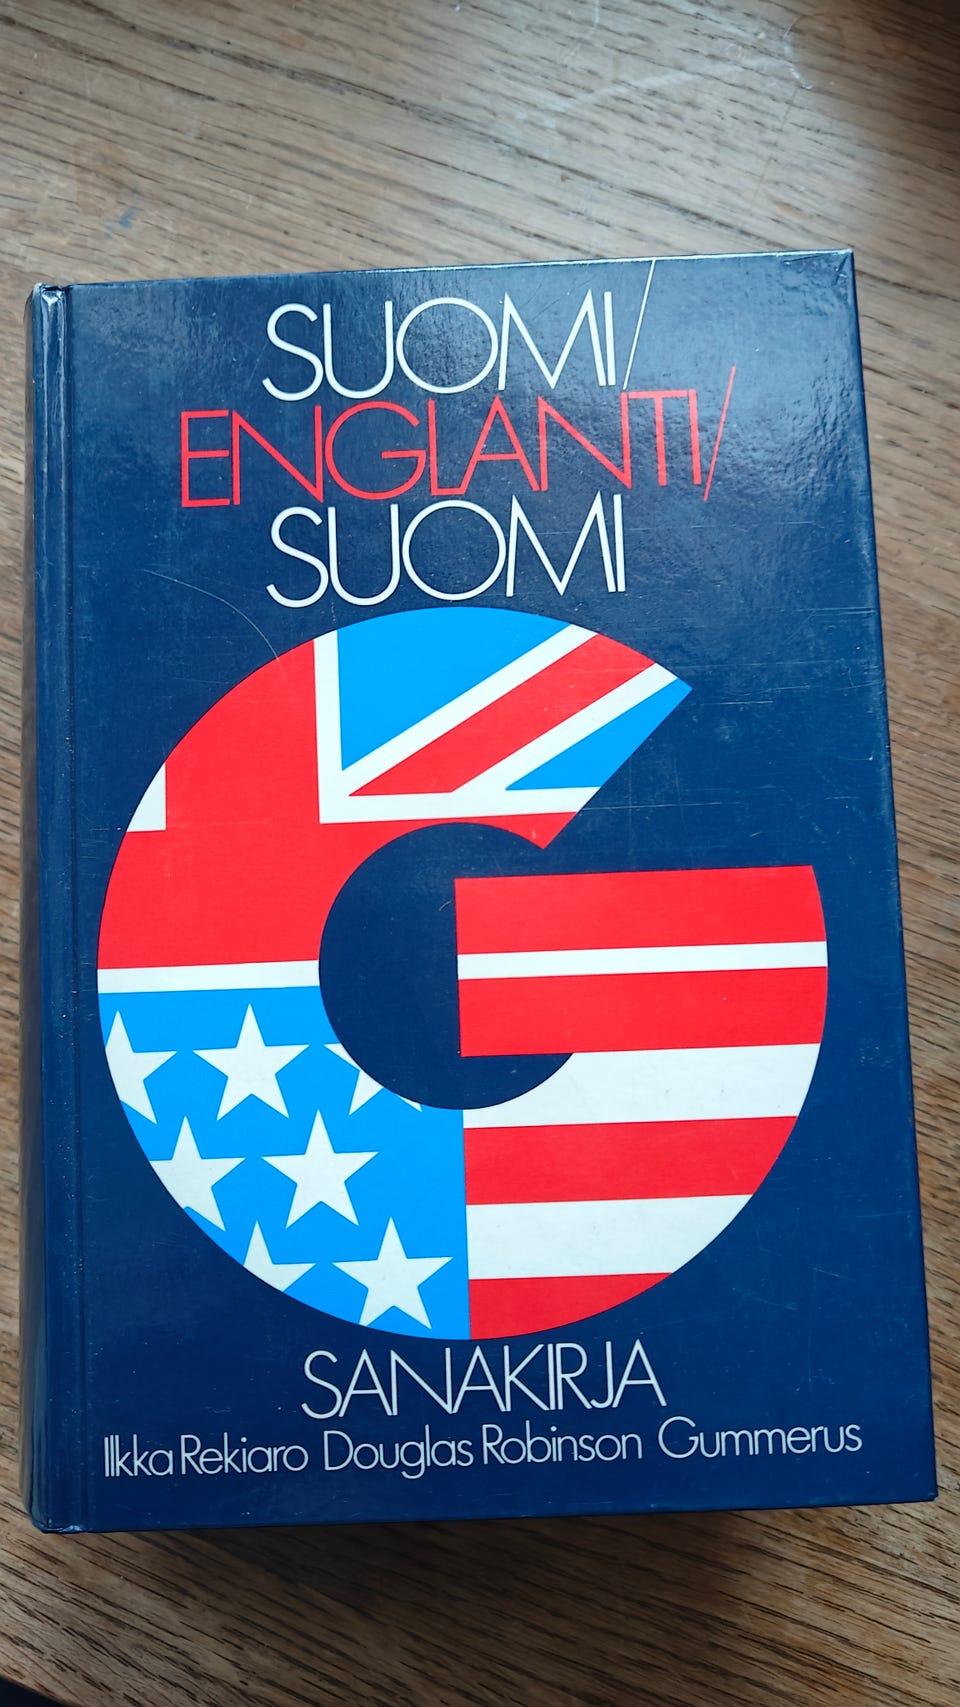 SUOMI/
ENGLANTI/
SUOMI
G
SANAKIRJA
Ilkka Rekiaro Douglas Robinson Gummerus